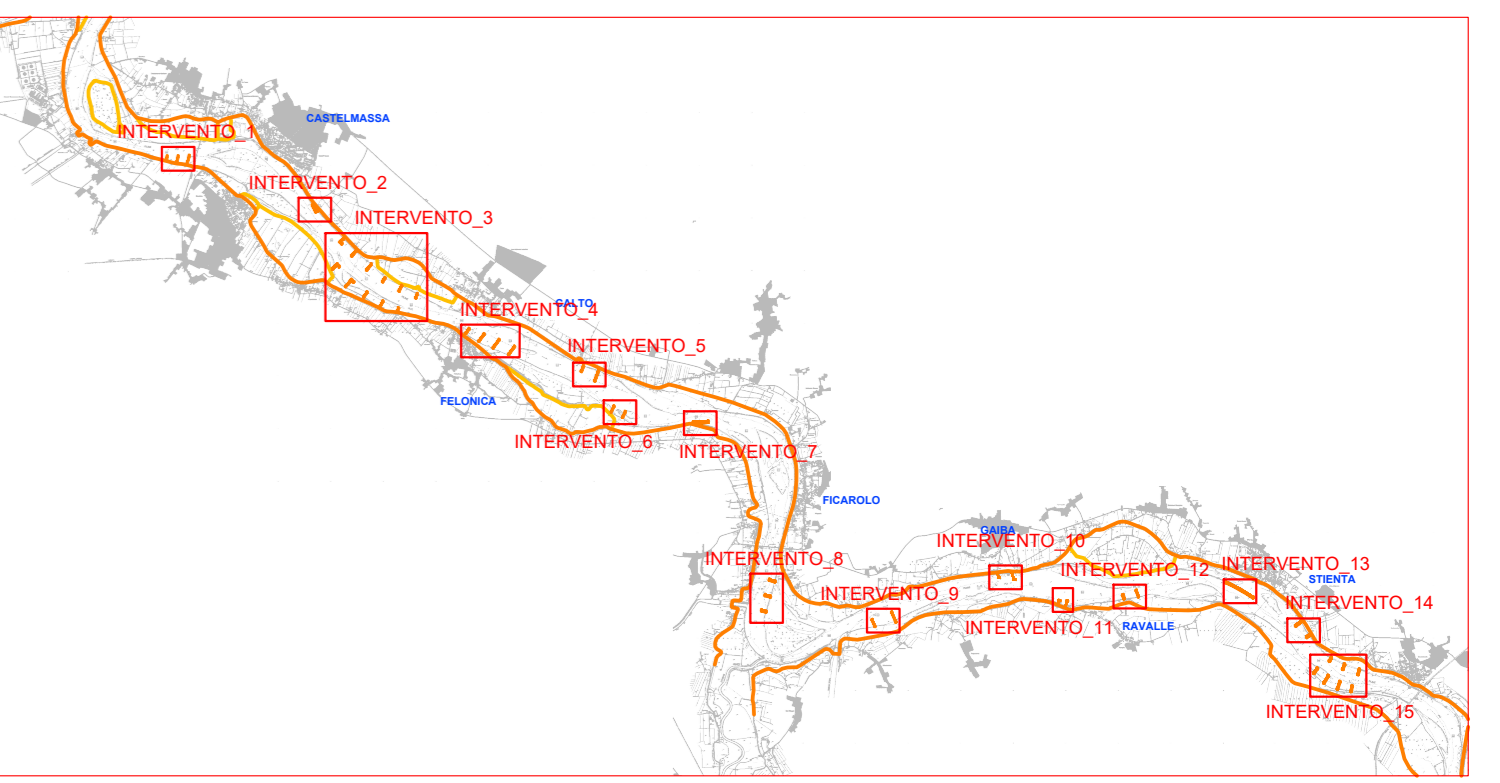 CASTELMASSA
INTERVENTO_1
INTERVENTO_2
INTERVENTO_3
CALTO
INTERVENTO_4
INTERVENTO_5
FELONICA
INTERVENTO_6
INTERVENTO_7
FICAROLO
GAIBA
INTERVENTO_10
INTERVENTO_8
INTERVENTO_13
INTERVENTO_12
STIENTA
INTERVENTO_9
INTERVENTO_14
INTERVENTO_11
RAVALLE
INTERVENTO_15